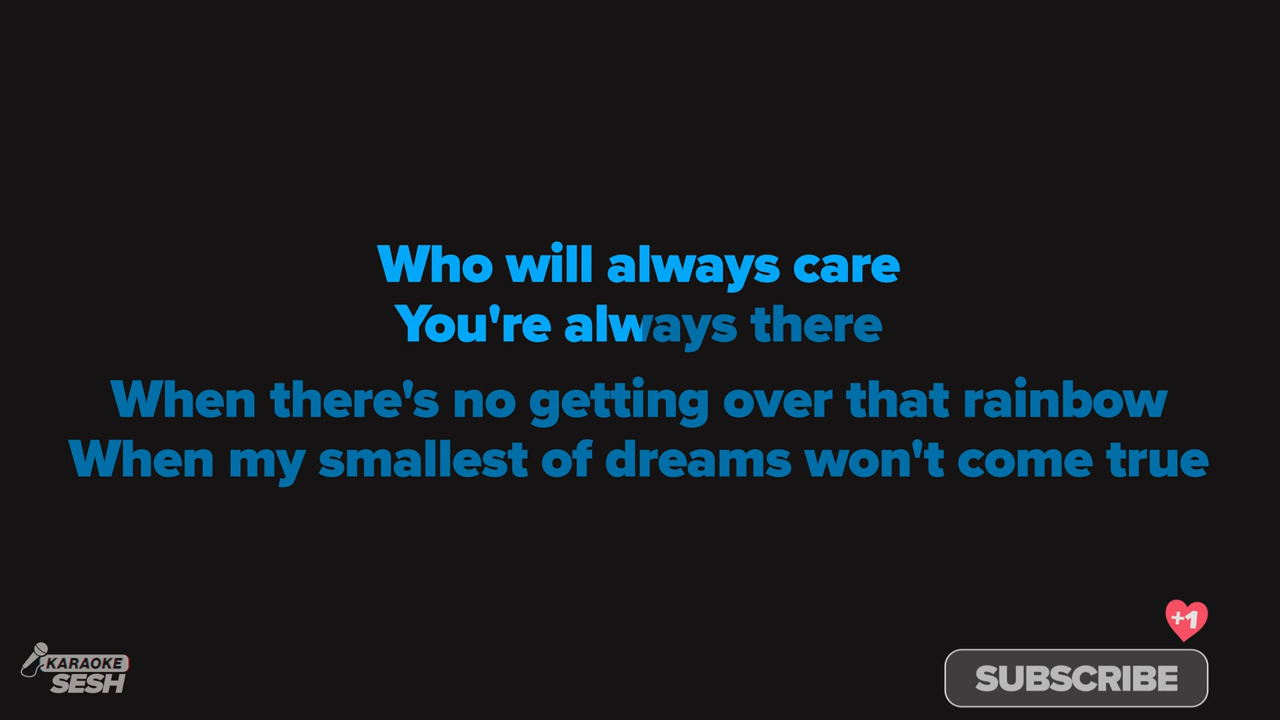 Who will always care
You're always there
When there's no getting over that rainbow
When my smallest of dreams won't come true
+1
KARAOKE
SESH
SUBSCRIBE